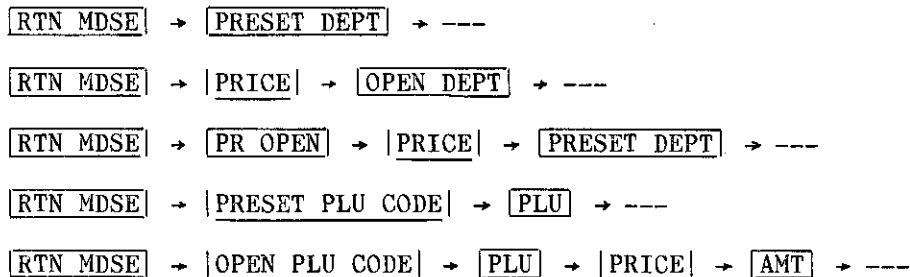 RTN MDSE → PRESET DEPT → ---
RTN MDSE → PRICE → OPEN DEPT → ---
RTN MDSE → PR OPEN → PRICE → PRESET DEPT → ---
RTN MDSE → PRESET PLU CODE → PLU → ---
RTN MDSE → OPEN PLU CODE → PLU → PRICE → AMT → ---